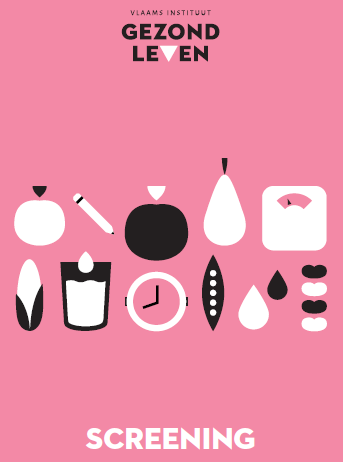 VLAAMS INSTITUUT
GEZOND
LEVEN
SCREENING